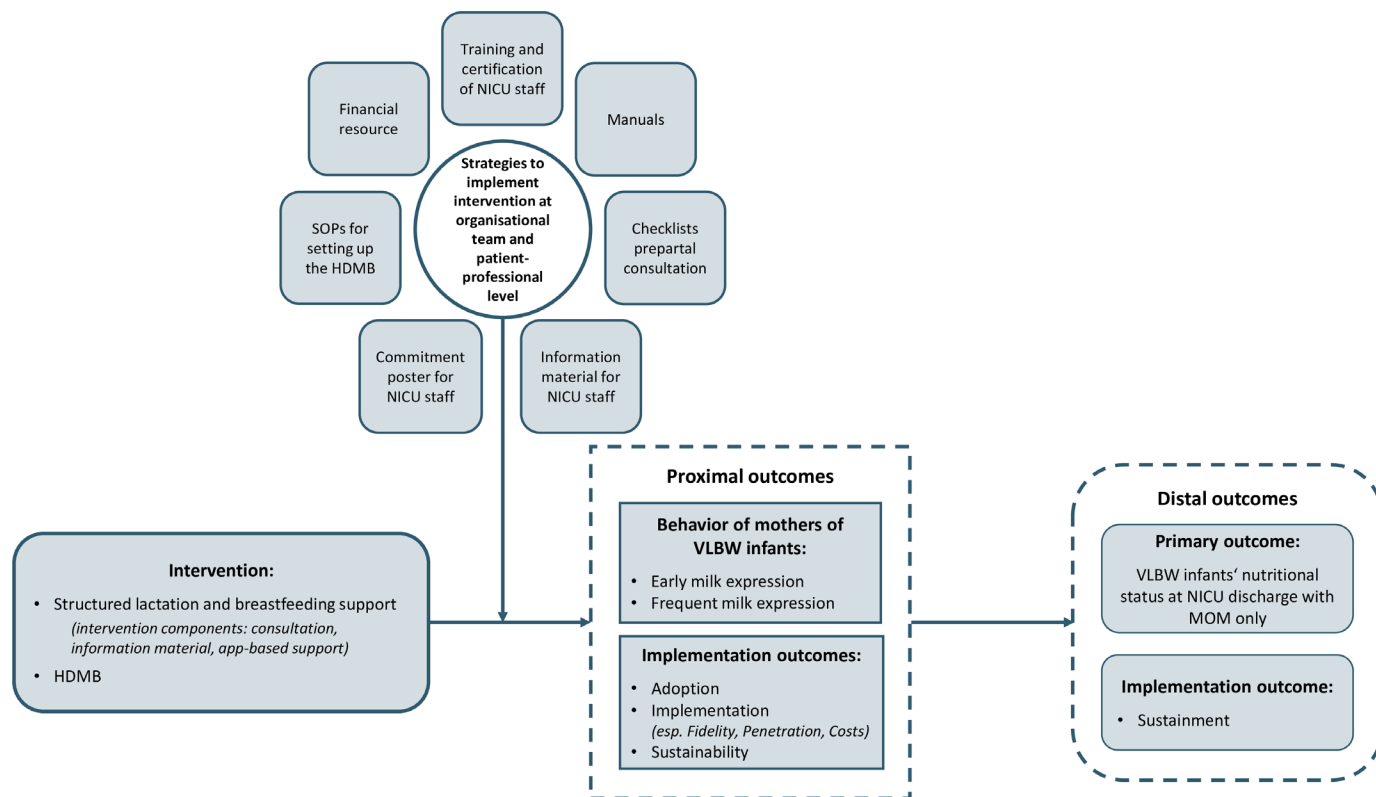 Training and
certification
of NICU staff
Financial
resource
Manuals
Strategies to
implement
intervention at
organisational
team and
patient-
professional
level
SOPs for
setting up
the HDMB
Checklists
prepartal
consultation
Commitment
poster for
NICU staff
Information
material for
NICU staff
Intervention:
• Structured lactation and breastfeeding support
(intervention components: consultation,
information material, app-based support)
• HDMB
Proximal outcomes
Behavior of mothers of
VLBW infants:
• Early milk expression
• Frequent milk expression
Implementation outcomes:
• Adoption
• Implementation
(esp. Fidelity, Penetration, Costs)
• Sustainability
Distal outcomes
Primary outcome:
VLBW infants‘ nutritional
status at NICU discharge with
MOM only
Implementation outcome:
• Sustainment